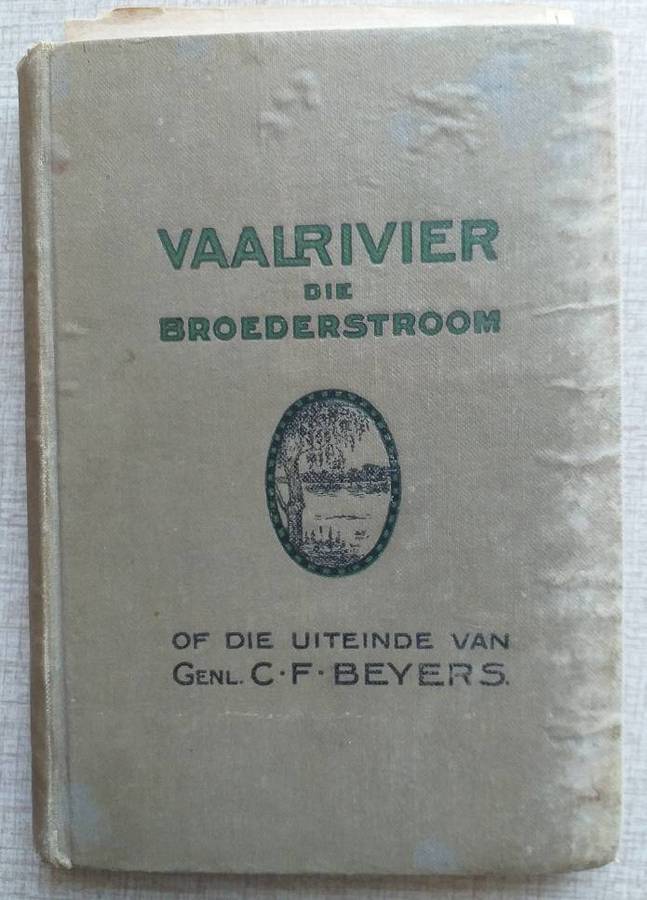 VAALRIVIER
DIE
BROEDERSTROOM
OF DIE UITEINDE VAN
GENL. C·F·BEYERS.